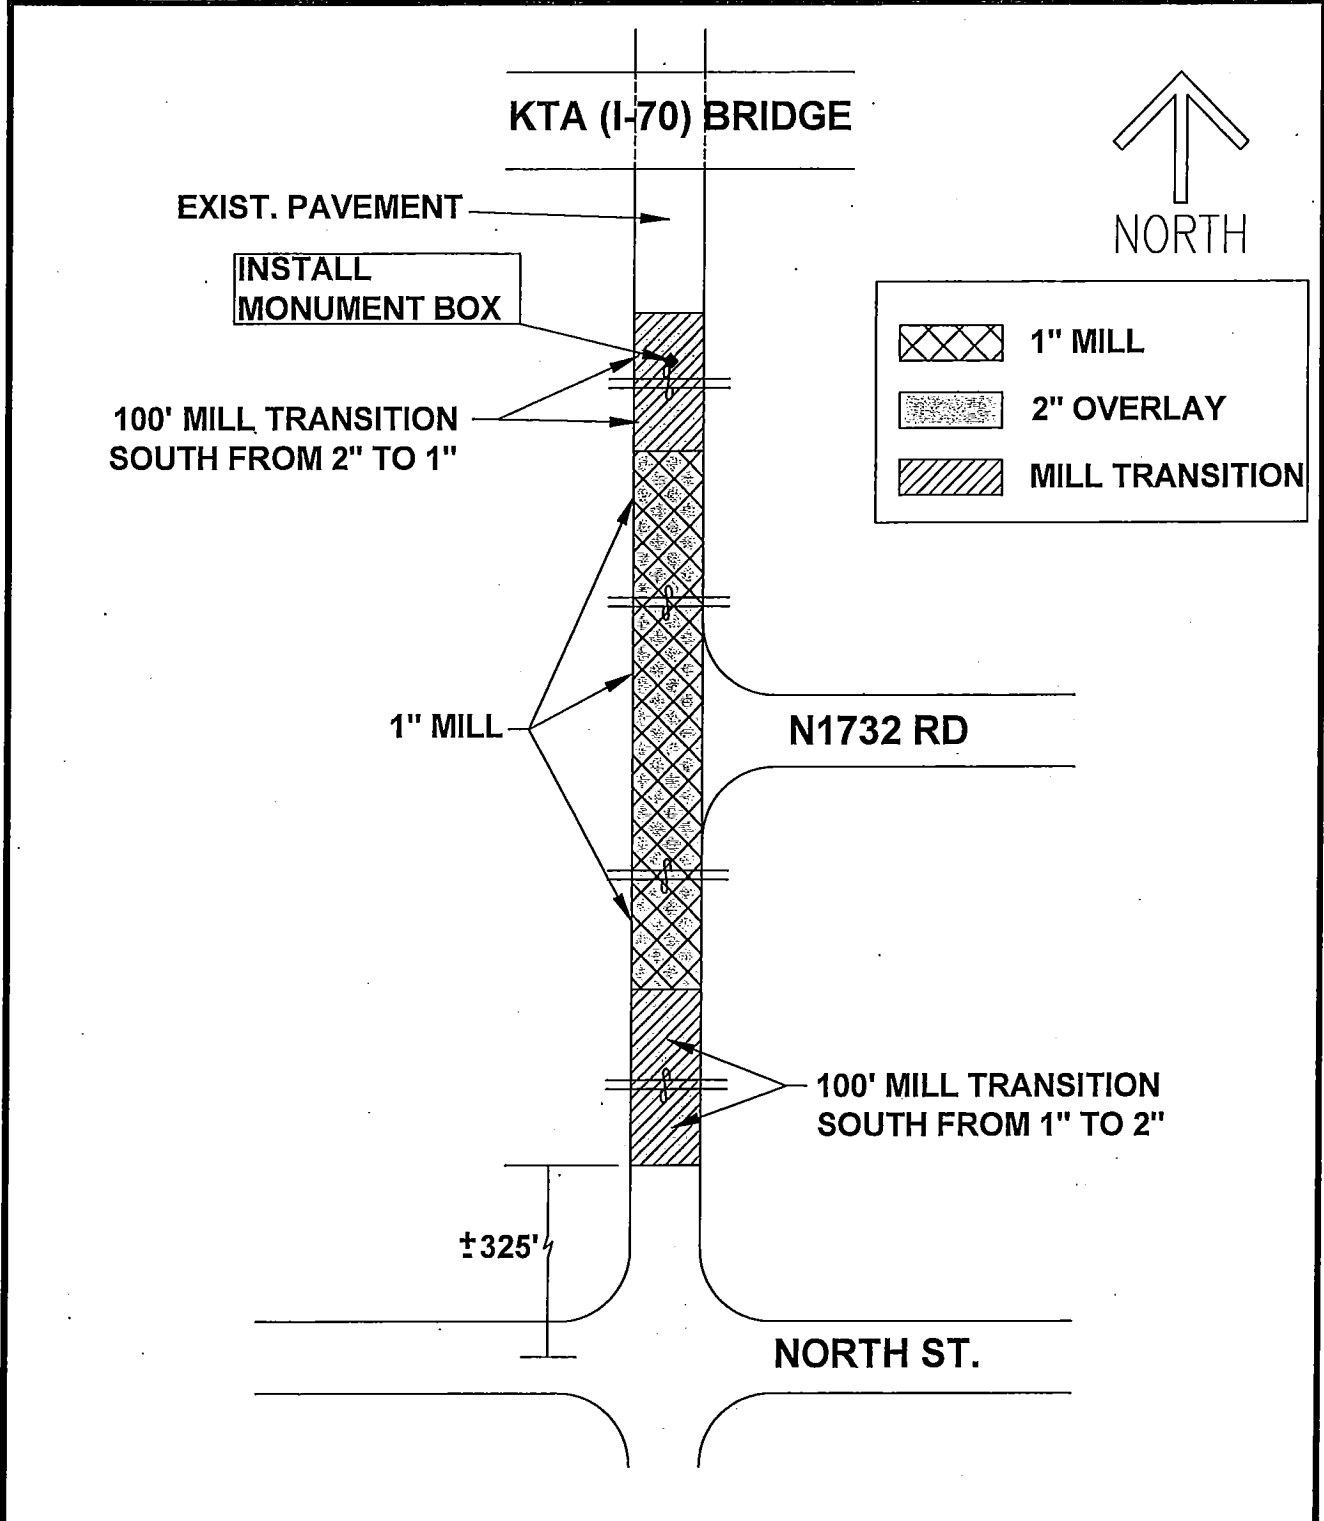 KTA (I-70) BRIDGE
NORTH
EXIST. PAVEMENT
INSTALL
MONUMENT BOX
1" MILL
2" OVERLAY
MILL TRANSITION
100' MILL TRANSITION
SOUTH FROM 2" TO 1"
1" MILL
N1732 RD
100' MILL TRANSITION
SOUTH FROM 1" TO 2"
±325'
NORTH ST.